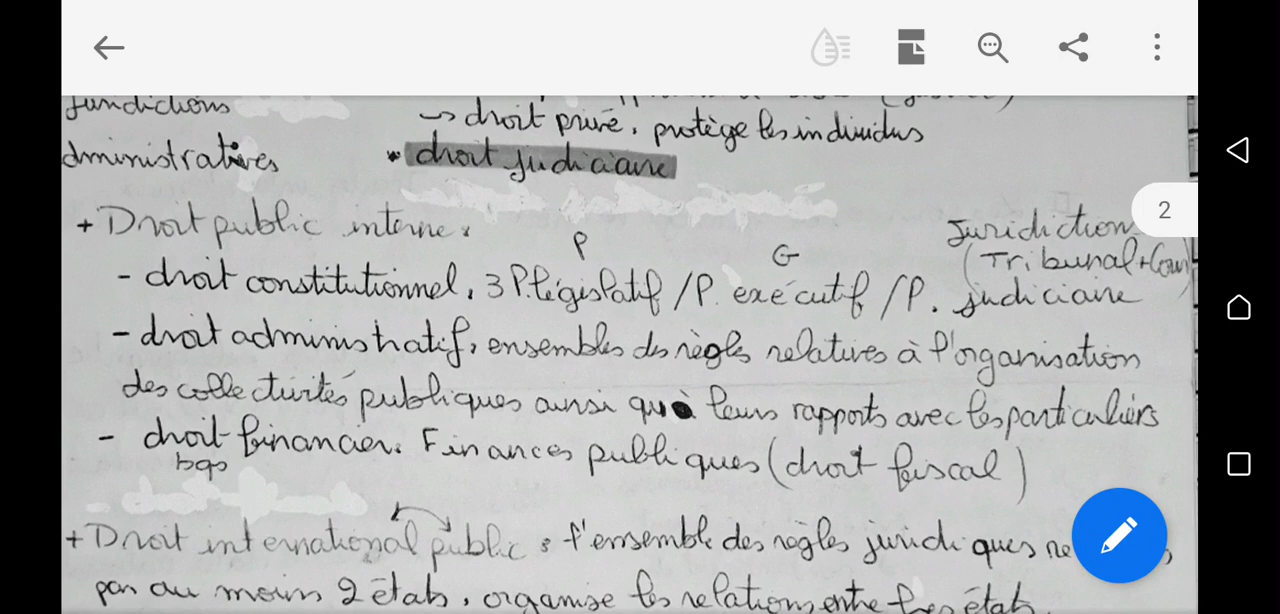 juridictions
→ droit privé : protège les individus
dministratives
* droit judiciaire
+ Droit public interne :
Juridiction
P
G
(Tribunal + Cour)
- droit constitutionnel : 3 P. législatif / P. exécutif / P. judiciaire
- droit administratif : ensembles des règles relatives à l'organisation
des collectivités publiques ainsi qu'à leurs rapports avec les particuliers
- droit financier : Finances publiques (droit fiscal)
+ Droit international public : l'ensemble des règles juridiques
par au moins 2 états, organise les relations entre les états
2